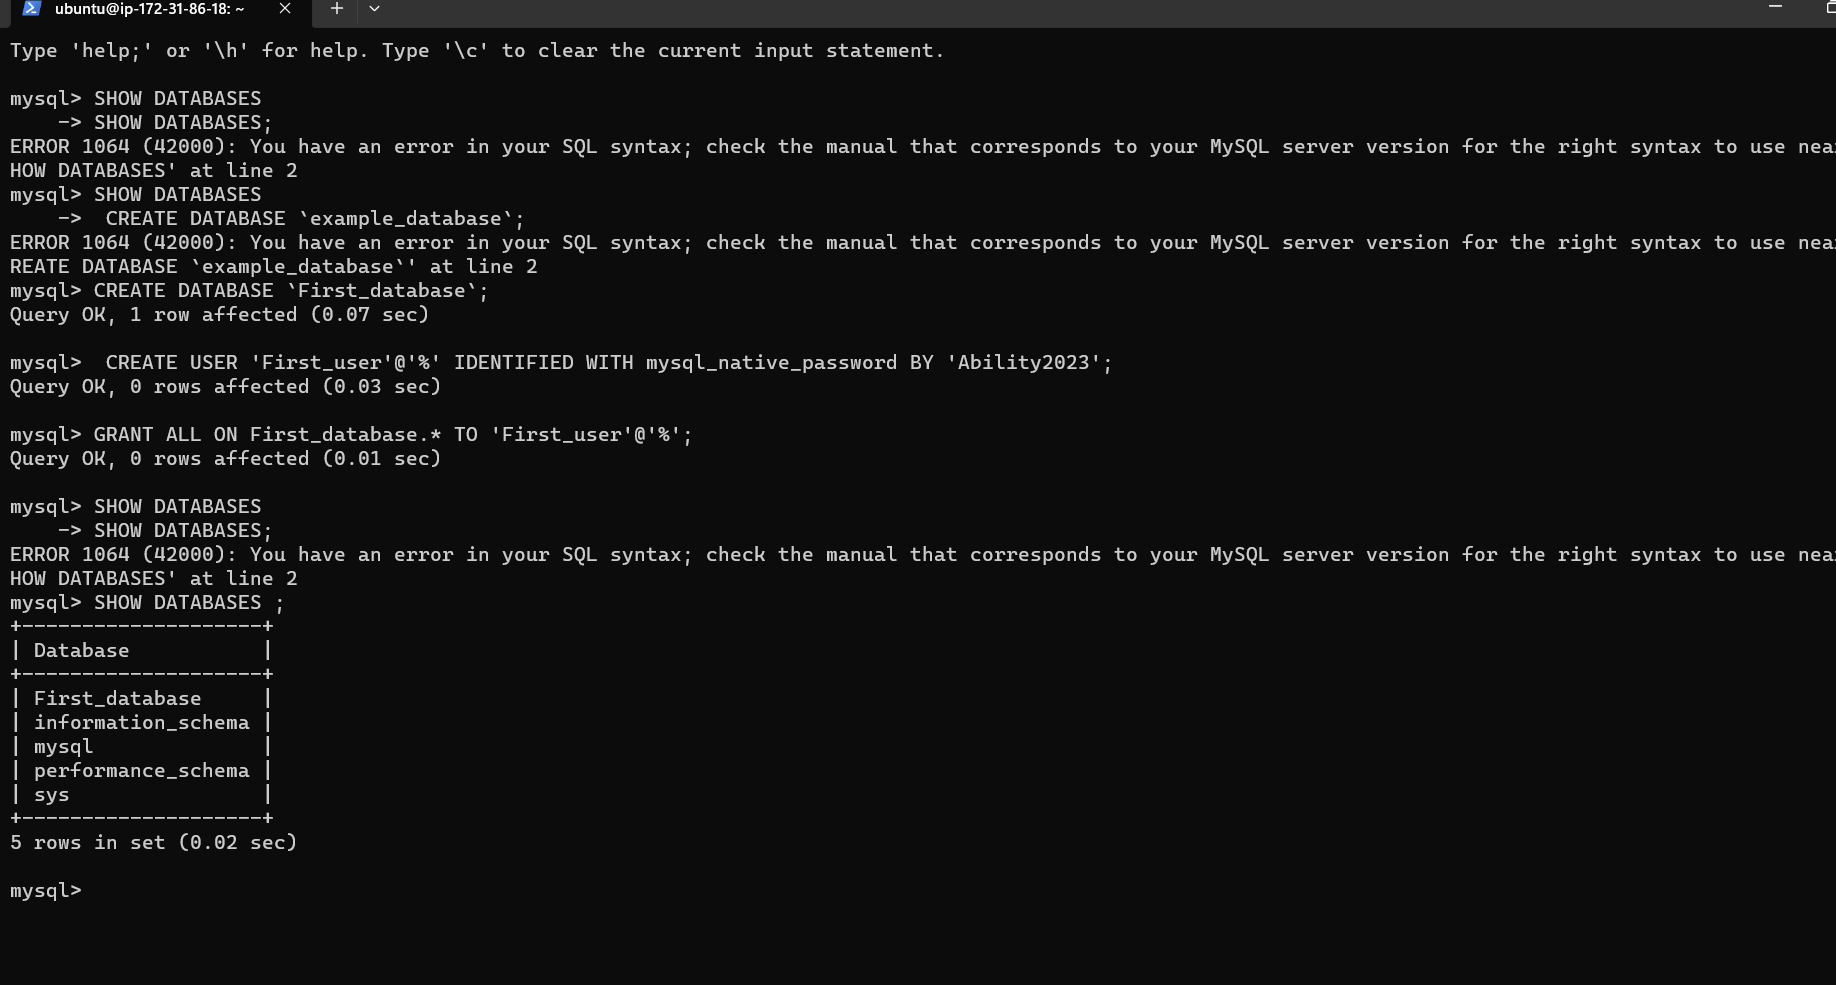 ubuntu@ip-172-31-86-18: ~
Type 'help;' or '\h' for help. Type '\c' to clear the current input statement.
mysql> SHOW DATABASES
    -> SHOW DATABASES;
ERROR 1064 (42000): You have an error in your SQL syntax; check the manual that corresponds to your MySQL server version for the right syntax to use
HOW DATABASES' at line 2
mysql> SHOW DATABASES
    ->  CREATE DATABASE `example_database`;
ERROR 1064 (42000): You have an error in your SQL syntax; check the manual that corresponds to your MySQL server version for the right syntax to use
REATE DATABASE `example_database`' at line 2
mysql> CREATE DATABASE `First_database`;
Query OK, 1 row affected (0.07 sec)
mysql>  CREATE USER 'First_user'@'%' IDENTIFIED WITH mysql_native_password BY 'Ability2023';
Query OK, 0 rows affected (0.03 sec)
mysql> GRANT ALL ON First_database.* TO 'First_user'@'%';
Query OK, 0 rows affected (0.01 sec)
mysql> SHOW DATABASES
    -> SHOW DATABASES;
ERROR 1064 (42000): You have an error in your SQL syntax; check the manual that corresponds to your MySQL server version for the right syntax to use
HOW DATABASES' at line 2
mysql> SHOW DATABASES ;
+--------------------+
| Database           |
+--------------------+
| First_database     |
| information_schema |
| mysql              |
| performance_schema |
| sys                |
+--------------------+
5 rows in set (0.02 sec)
mysql>